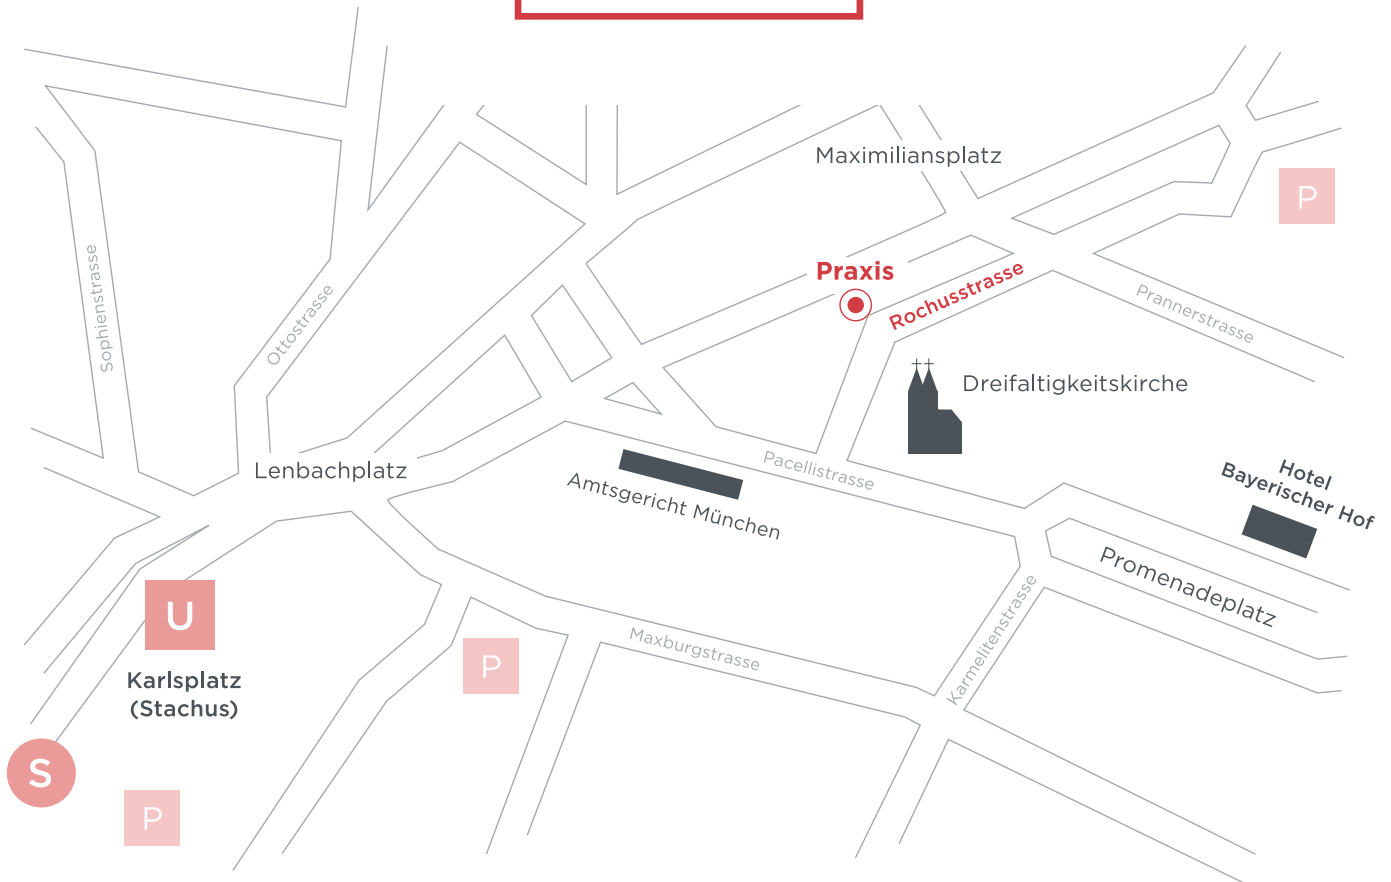 Maximiliansplatz
P
Sophienstrasse
Ottostrasse
Praxis
Rochusstrasse
Prannerstrasse
Dreifaltigkeitskirche
Lenbachplatz
Pacellistrasse
Amtsgericht München
Hotel
Bayerischer Hof
Promenadeplatz
U
Karlsplatz
(Stachus)
P
Maxburgstrasse
Karmelitenstrasse
S
P